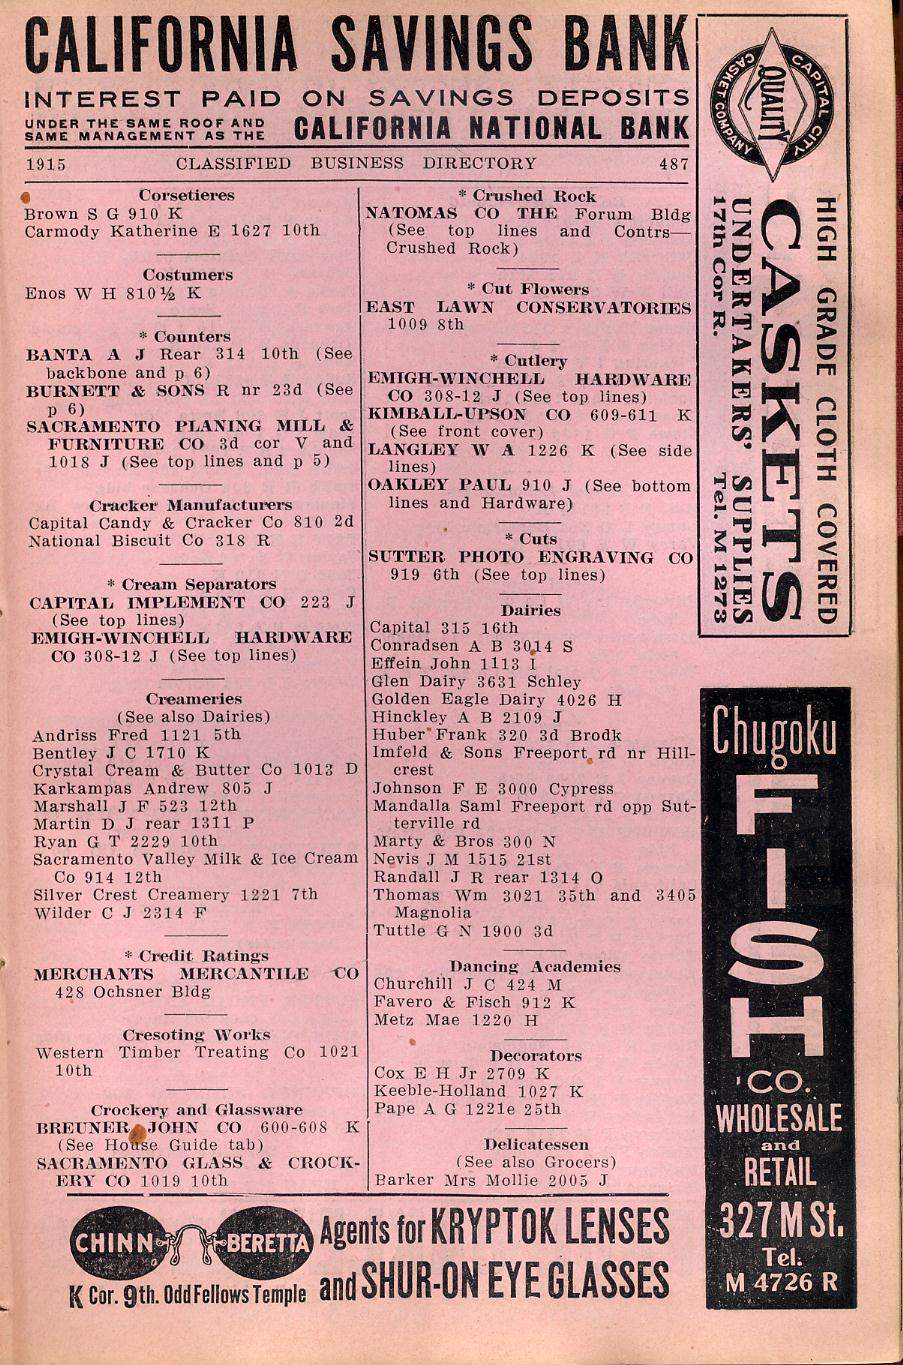 CALIFORNIA SAVINGS BANK
INTEREST PAID ON SAVINGS DEPOSITS
UNDER THE SAME ROOF AND
SAME MANAGEMENT AS THE
CALIFORNIA NATIONAL BANK
1915 CLASSIFIED BUSINESS DIRECTORY 487
Corsetieres
Brown S G 910 K
Carmody Katherine E 1627 10th
Costumers
Enos W H 810½ K
* Counters
BANTA A J Rear 314 10th (See
backbone and p 6)
BURNETT & SONS R nr 23d (See
p 6)
SACRAMENTO PLANING MILL &
FURNITURE CO 3d cor V and
1018 J (See top lines and p 5)
Cracker Manufacturers
Capital Candy & Cracker Co 810 2d
National Biscuit Co 318 R
* Cream Separators
CAPITAL IMPLEMENT CO 223 J
(See top lines)
EMIGH-WINCHELL HARDWARE
CO 308-12 J (See top lines)
Creameries
(See also Dairies)
Andriss Fred 1121 5th
Bentley J C 1710 K
Crystal Cream & Butter Co 1013 D
Karkampas Andrew 805 J
Marshall J F 523 12th
Martin D J rear 1311 P
Ryan G T 2229 10th
Sacramento Valley Milk & Ice Cream
Co 914 12th
Silver Crest Creamery 1221 7th
Wilder C J 2314 F
* Credit Ratings
MERCHANTS MERCANTILE CO
428 Ochsner Bldg
Cresoting Works
Western Timber Treating Co 1021
10th
Crockery and Glassware
BREUNER JOHN CO 600-608 K
(See House Guide tab)
SACRAMENTO GLASS & CROCK-
ERY CO 1019 10th
* Crushed Rock
NATOMAS CO THE Forum Bldg
(See top lines and Contrs—
Crushed Rock)
* Cut Flowers
EAST LAWN CONSERVATORIES
1009 8th
* Cutlery
EMIGH-WINCHELL HARDWARE
CO 308-12 J (See top lines)
KIMBALL-UPSON CO 609-611 K
(See front cover)
LANGLEY W A 1226 K (See side
lines)
OAKLEY PAUL 910 J (See bottom
lines and Hardware)
* Cuts
SUTTER PHOTO ENGRAVING CO
919 6th (See top lines)
Dairies
Capital 315 16th
Conradsen A B 3014 S
Effein John 1113 I
Glen Dairy 3631 Schley
Golden Eagle Dairy 4026 H
Hinckley A B 2109 J
Huber Frank 320 3d Brodk
Imfeld & Sons Freeport rd nr Hill-
crest
Johnson F E 3000 Cypress
Mandalla Saml Freeport rd opp Sut-
terville rd
Marty & Bros 300 N
Nevis J M 1515 21st
Randall J R rear 1314 O
Thomas Wm 3021 35th and 3405
Magnolia
Tuttle G N 1900 3d
Dancing Academies
Churchill J C 424 M
Favero & Fisch 912 K
Metz Mae 1220 H
Decorators
Cox E H Jr 2709 K
Keeble-Holland 1027 K
Pape A G 1221e 25th
Delicatessen
(See also Grocers)
Barker Mrs Mollie 2005 J
CAPITAL CITY
QUALITY
CASKET COMPANY
HIGH GRADE CLOTH COVERED
CASKETS
UNDERTAKERS' SUPPLIES
17th Cor R. Tel. M 1273
Chugoku
FISH
CO.
WHOLESALE
and
RETAIL
327 M St.
Tel.
M 4726 R
CHINN BERETTA
K Cor. 9th. Odd Fellows Temple
Agents for KRYPTOK LENSES
and SHUR-ON EYE GLASSES